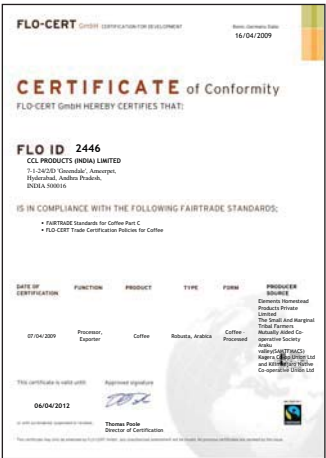 FLO-CERT GmbH CERTIFICATION FOR DEVELOPMENT
Bonn, Germany Date:
16/04/2009
CERTIFICATE of Conformity
FLO-CERT GmbH HEREBY CERTIFIES THAT:
FLO ID 2446
CCL PRODUCTS (INDIA) LIMITED
7-1-24/2/D 'Greendale', Ameerpet,
Hyderabad, Andhra Pradesh,
INDIA 500016
IS IN COMPLIANCE WITH THE FOLLOWING FAIRTRADE STANDARDS:
• FAIRTRADE Standards for Coffee Part C
• FLO-CERT Trade Certification Policies for Coffee
DATE OF CERTIFICATION FUNCTION PRODUCT TYPE FORM PRODUCER SOURCE
07/04/2009 Processor, Exporter Coffee Robusta, Arabica Coffee - Processed
Elements Homestead
Products Private
Limited
The Small And Marginal
Tribal Farmers
Mutually Aided Co-
operative Society
Araku
valley(SAMTFMACS)
Kagera Co-op Union Ltd
and Kilimanjaro Native
Co-operative Union Ltd
This certificate is valid until: Approved signature
06/04/2012
Thomas Poole
Director of Certification
FAIRTRADE